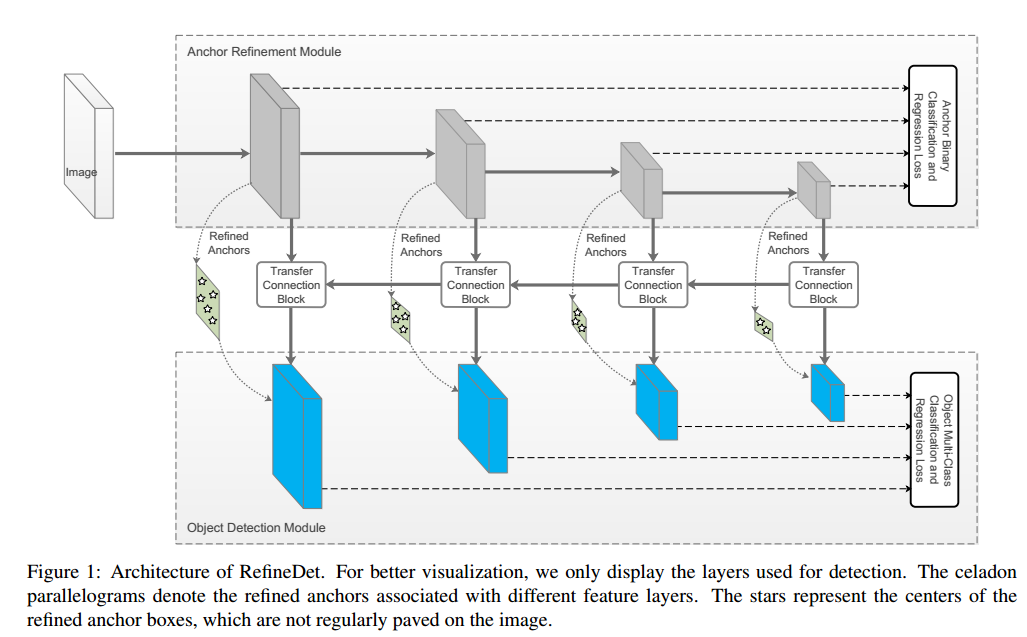 Anchor Refinement Module
Image
Anchor Binary
Classification and
Regression Loss
Refined
Anchors
Refined
Anchors
Refined
Anchors
Refined
Anchors
Transfer
Connection
Block
Transfer
Connection
Block
Transfer
Connection
Block
Transfer
Connection
Block
Object Multi-Class
Classification and
Regression Loss
Object Detection Module
Figure 1: Architecture of RefineDet. For better visualization, we only display the layers used for detection. The celadon
parallelograms denote the refined anchors associated with different feature layers. The stars represent the centers of the
refined anchor boxes, which are not regularly paved on the image.